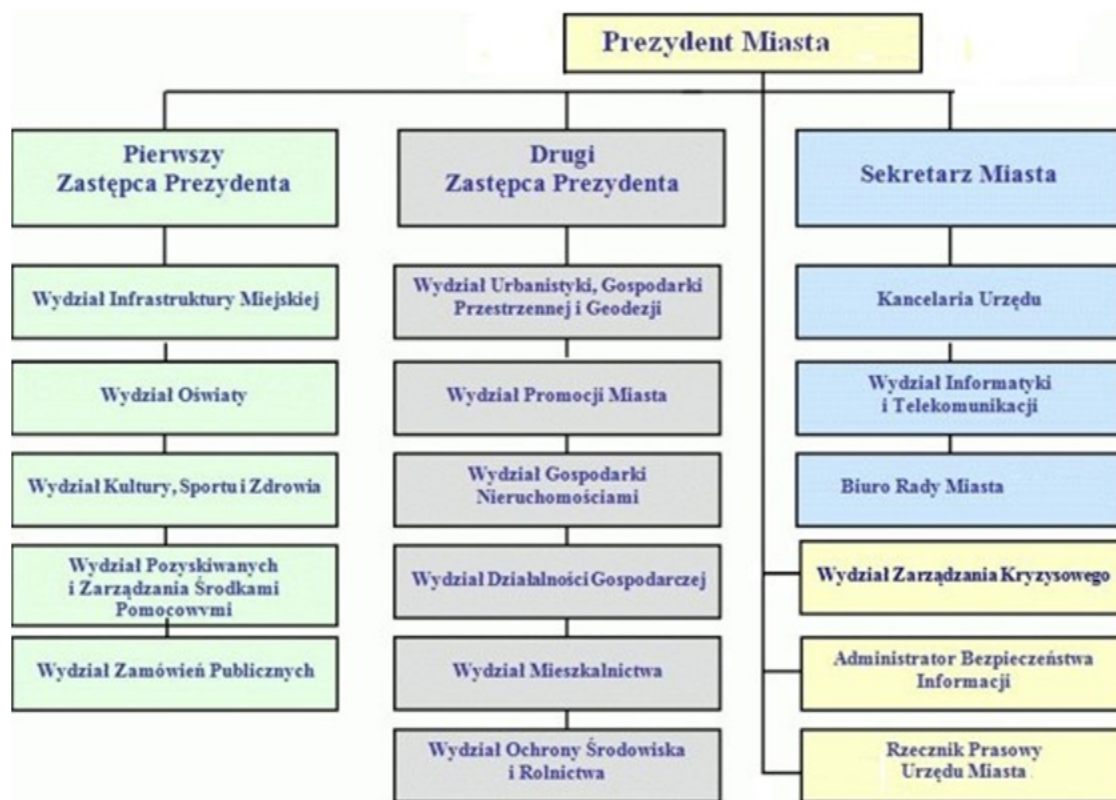 Prezydent Miasta
Pierwszy
Zastępca Prezydenta
Drugi
Zastępca Prezydenta
Sekretarz Miasta
Wydział Infrastruktury Miejskiej
Wydział Oświaty
Wydział Kultury, Sportu i Zdrowia
Wydział Pozyskiwanych
i Zarządzania Środkami
Pomocowymi
Wydział Zamówień Publicznych
Wydział Urbanistyki, Gospodarki
Przestrzennej i Geodezji
Wydział Promocji Miasta
Wydział Gospodarki
Nieruchomościami
Wydział Działalności Gospodarczej
Wydział Mieszkalnictwa
Wydział Ochrony Środowiska
i Rolnictwa
Kancelaria Urzędu
Wydział Informatyki
i Telekomunikacji
Biuro Rady Miasta
Wydział Zarządzania Kryzysowego
Administrator Bezpieczeństwa
Informacji
Rzecznik Prasowy
Urzędu Miasta